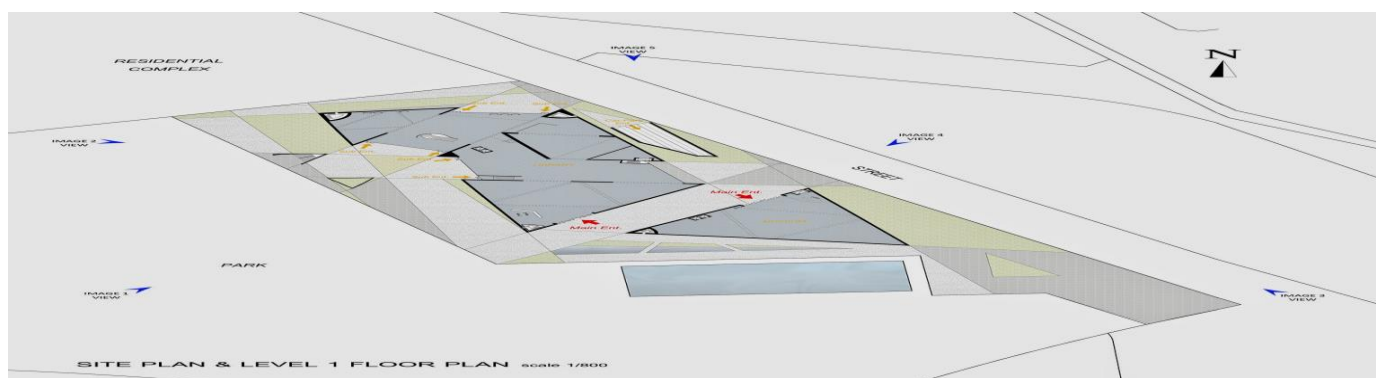 IMAGE 5
VIEW
N
RESIDENTIAL
COMPLEX
IMAGE 2
VIEW
IMAGE 4
VIEW
STREET
Main Ent.
Main Ent.
PARK
IMAGE 1
VIEW
IMAGE 3
VIEW
SITE PLAN & LEVEL 1 FLOOR PLAN scale 1/800